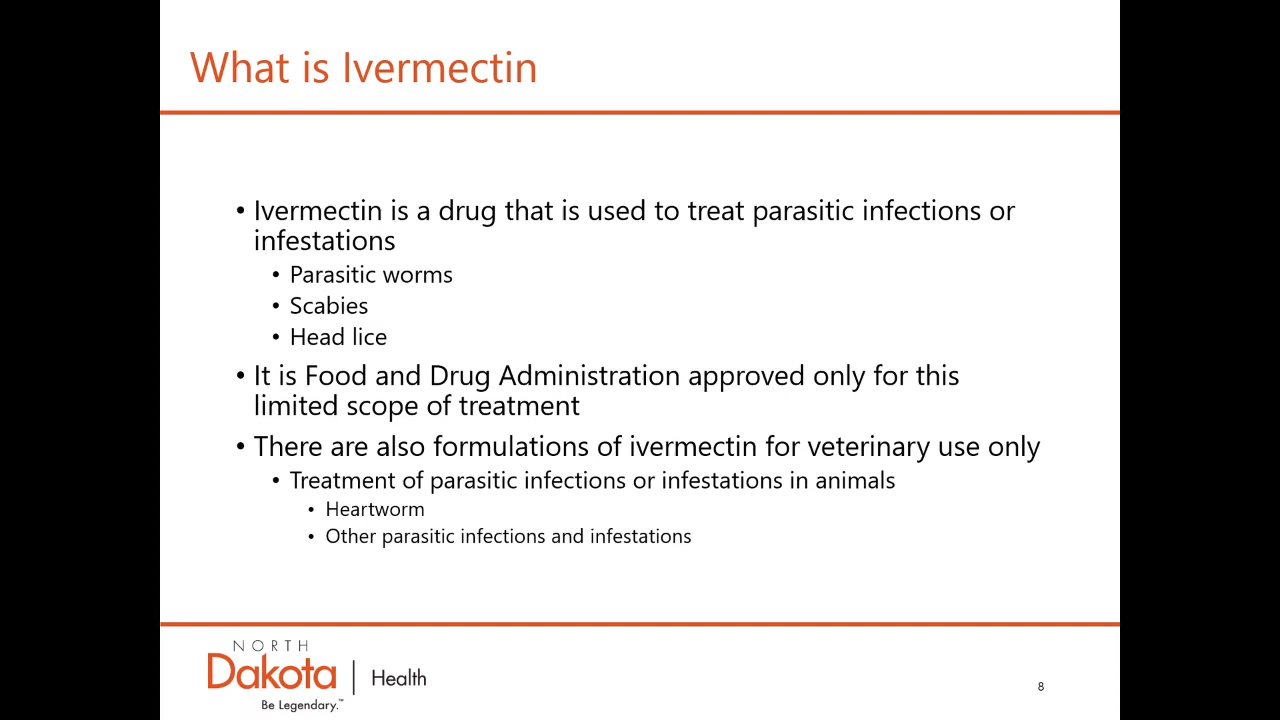 What is Ivermectin
• Ivermectin is a drug that is used to treat parasitic infections or
infestations
• Parasitic worms
• Scabies
• Head lice
• It is Food and Drug Administration approved only for this
limited scope of treatment
• There are also formulations of ivermectin for veterinary use only
• Treatment of parasitic infections or infestations in animals
• Heartworm
• Other parasitic infections and infestations
NORTH
Dakota | Health
Be Legendary.™
8